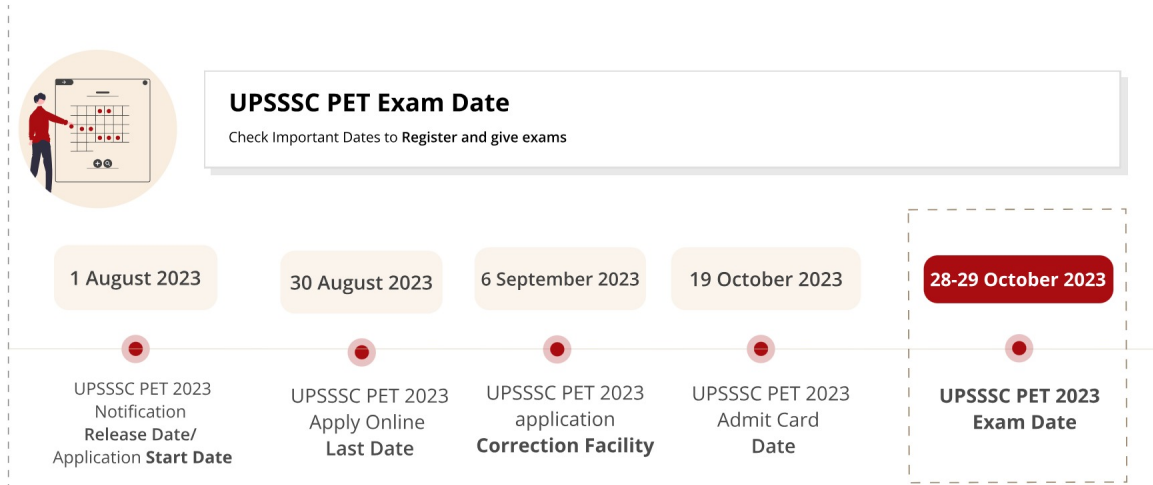 UPSSSC PET Exam Date
Check Important Dates to Register and give exams
1 August 2023
UPSSSC PET 2023
Notification
Release Date/
Application Start Date
30 August 2023
UPSSSC PET 2023
Apply Online
Last Date
6 September 2023
UPSSSC PET 2023
application
Correction Facility
19 October 2023
UPSSSC PET 2023
Admit Card
Date
28-29 October 2023
UPSSSC PET 2023
Exam Date